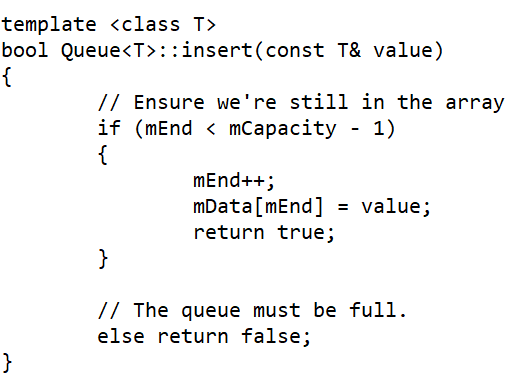 template <class T>
bool Queue<T>::insert(const T& value)
{
        // Ensure we're still in the array
        if (mEnd < mCapacity - 1)
        {
                mEnd++;
                mData[mEnd] = value;
                return true;
        }

        // The queue must be full.
        else return false;
}